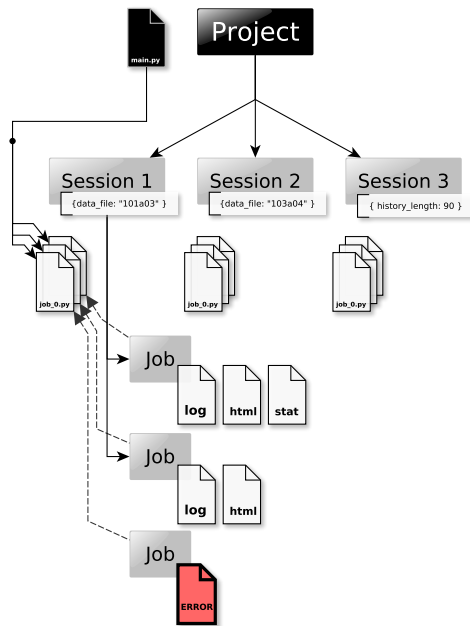 main.py
Project
Session 1
{data_file: "101a03" }
Session 2
{data_file: "103a04" }
Session 3
{ history_length: 90 }
job_0.py
job_0.py
job_0.py
Job
log
html
stat
Job
log
html
Job
ERROR